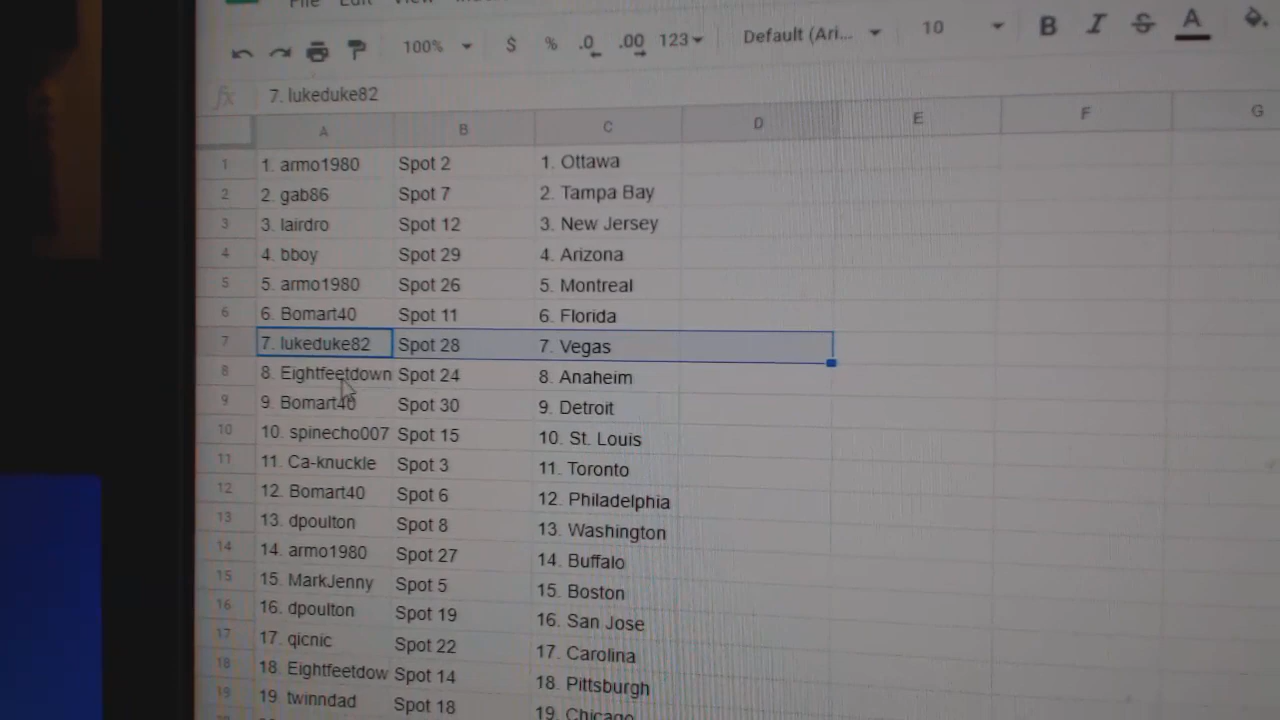 100% $ % .0 .00 123 Default (Ari... 10 B I S A
fx 7. lukeduke82
A B C D E F G
1 1. armo1980 Spot 2 1. Ottawa
2 2. gab86 Spot 7 2. Tampa Bay
3 3. lairdro Spot 12 3. New Jersey
4 4. bboy Spot 29 4. Arizona
5 5. armo1980 Spot 26 5. Montreal
6 6. Bomart40 Spot 11 6. Florida
7 7. lukeduke82 Spot 28 7. Vegas
8 8. Eightfeetdown Spot 24 8. Anaheim
9 9. Bomart40 Spot 30 9. Detroit
10 10. spinecho007 Spot 15 10. St. Louis
11 11. Ca-knuckle Spot 3 11. Toronto
12 12. Bomart40 Spot 6 12. Philadelphia
13 13. dpoulton Spot 8 13. Washington
14 14. armo1980 Spot 27 14. Buffalo
15 15. MarkJenny Spot 5 15. Boston
16 16. dpoulton Spot 19 16. San Jose
17 17. qicnic Spot 22 17. Carolina
18 18. Eightfeetdow Spot 14 18. Pittsburgh
19 19. twinndad Spot 18 19. Chicago